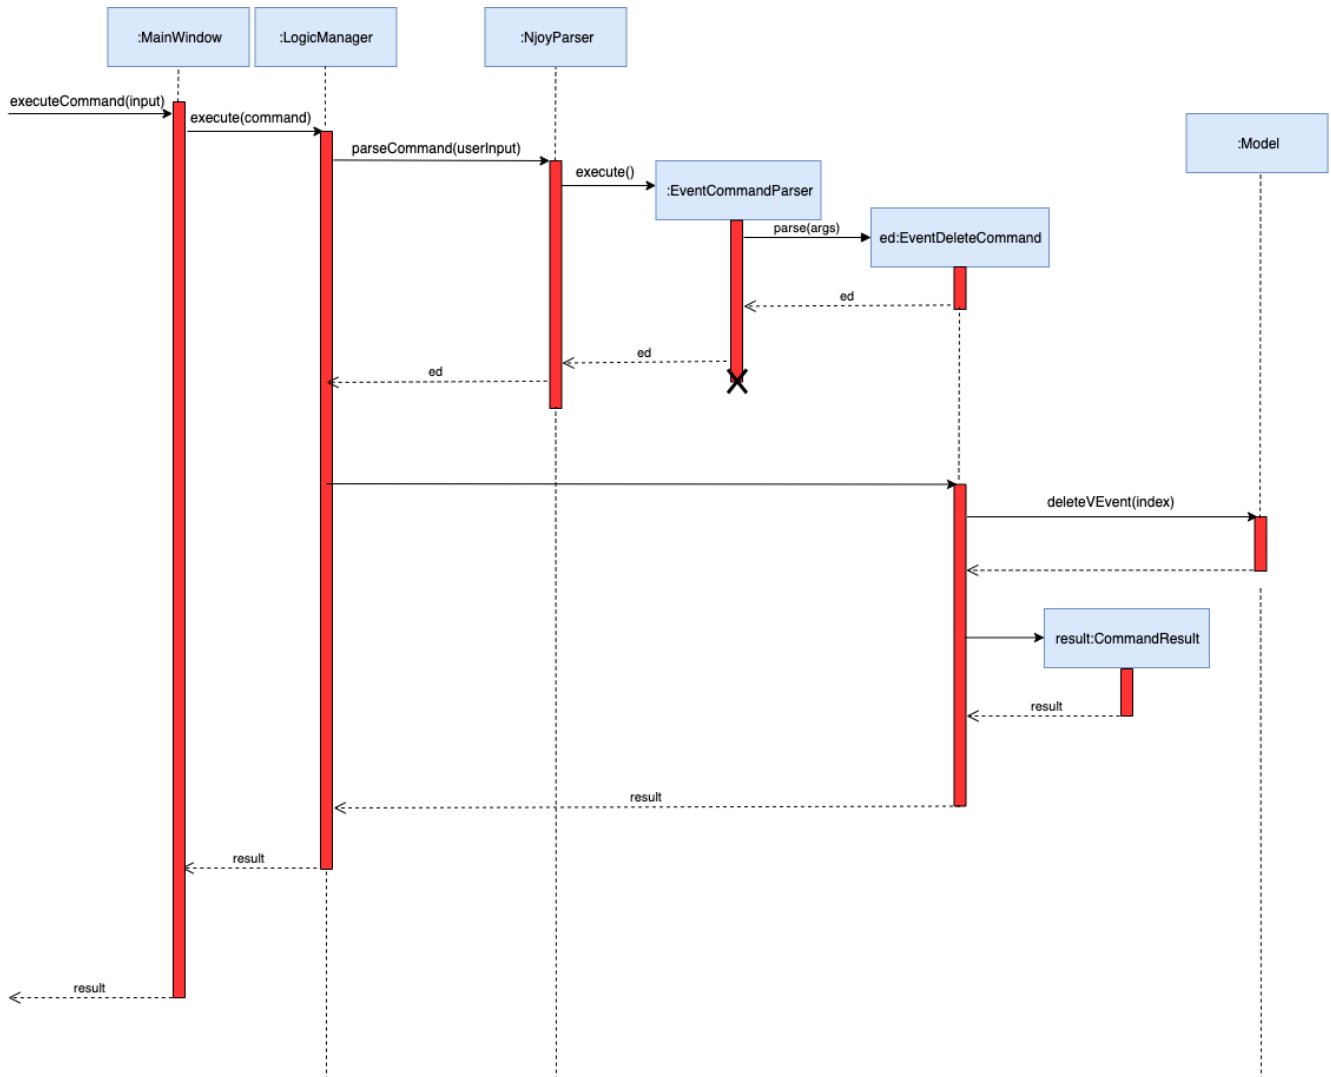 :MainWindow
:LogicManager
:NjoyParser
executeCommand(input)
execute(command)
parseCommand(userInput)
:Model
execute()
:EventCommandParser
parse(args)
ed:EventDeleteCommand
ed
ed
ed
deleteVEvent(index)
result:CommandResult
result
result
result
result